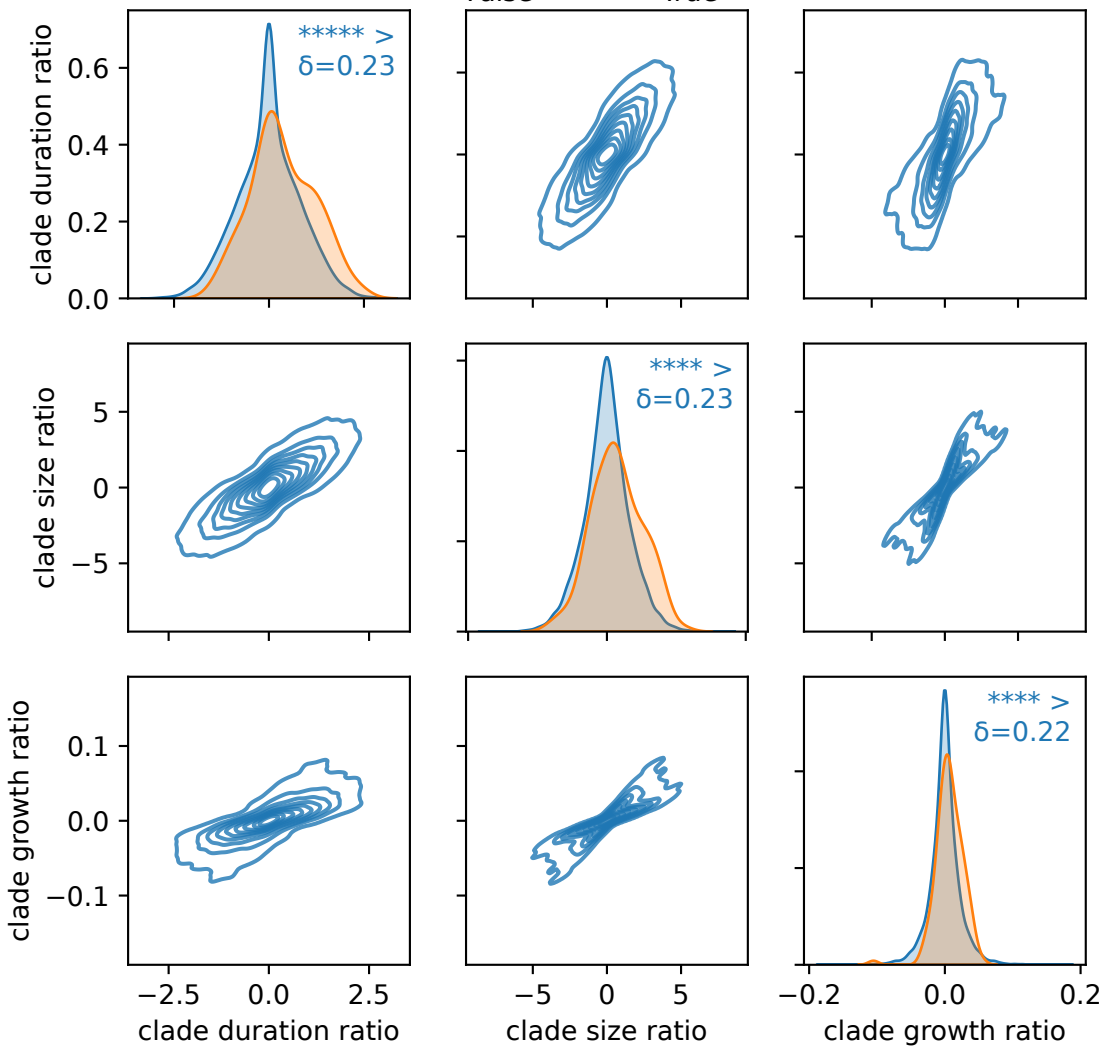 clade duration ratio
0.6
0.4
0.2
0.0
***** >
δ=0.23
clade size ratio
5
0
−5
**** >
δ=0.23
clade growth ratio
0.1
0.0
−0.1
**** >
δ=0.22
−2.5 0.0 2.5
−5 0 5
−0.2 0.0 0.2
clade duration ratio
clade size ratio
clade growth ratio